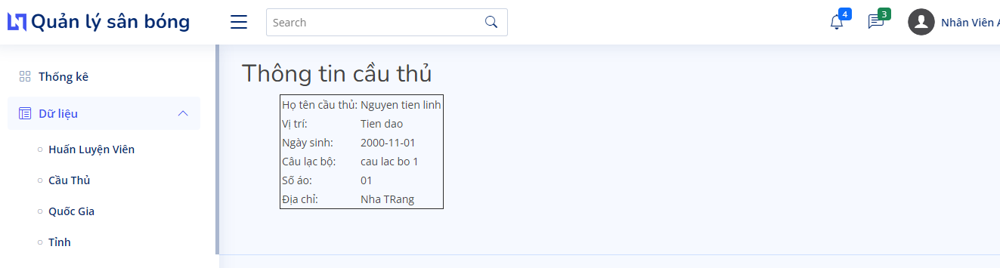 Quản lý sân bóng
Search
4
3
Nhân Viên A
Thống kê
Dữ liệu
Huấn Luyện Viên
Cầu Thủ
Quốc Gia
Tỉnh
Thông tin cầu thủ
Họ tên cầu thủ: Nguyen tien linh
Vị trí: Tien dao
Ngày sinh: 2000-11-01
Câu lạc bộ: cau lac bo 1
Số áo: 01
Địa chỉ: Nha TRang